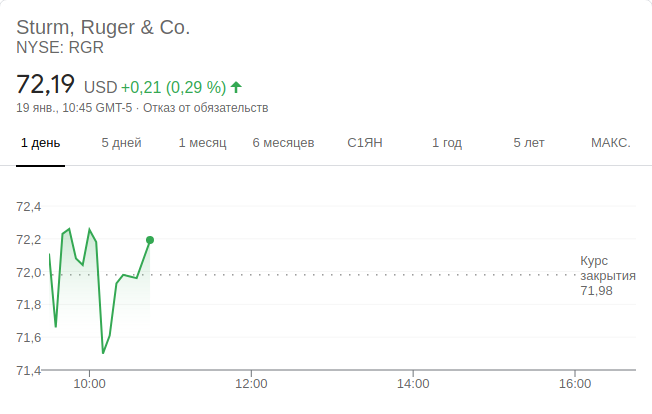 Sturm, Ruger & Co.
NYSE: RGR
72,19 USD +0,21 (0,29 %)
19 янв., 10:45 GMT-5 · Отказ от обязательств
1 день 5 дней 1 месяц 6 месяцев С1ЯН 1 год 5 лет МАКС.
72,4
72,2
72,0
71,8
71,6
71,4
Курс
закрытия
71,98
10:00 12:00 14:00 16:00